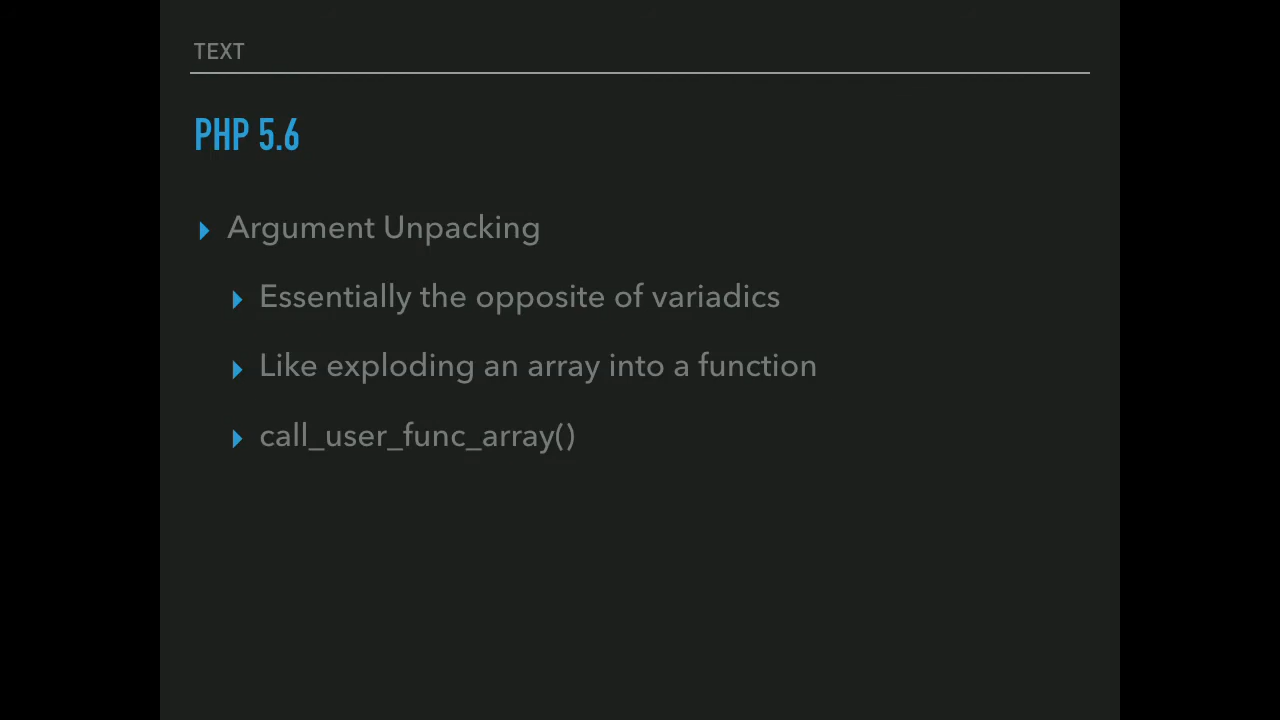 TEXT
PHP 5.6
Argument Unpacking
Essentially the opposite of variadics
Like exploding an array into a function
call_user_func_array()